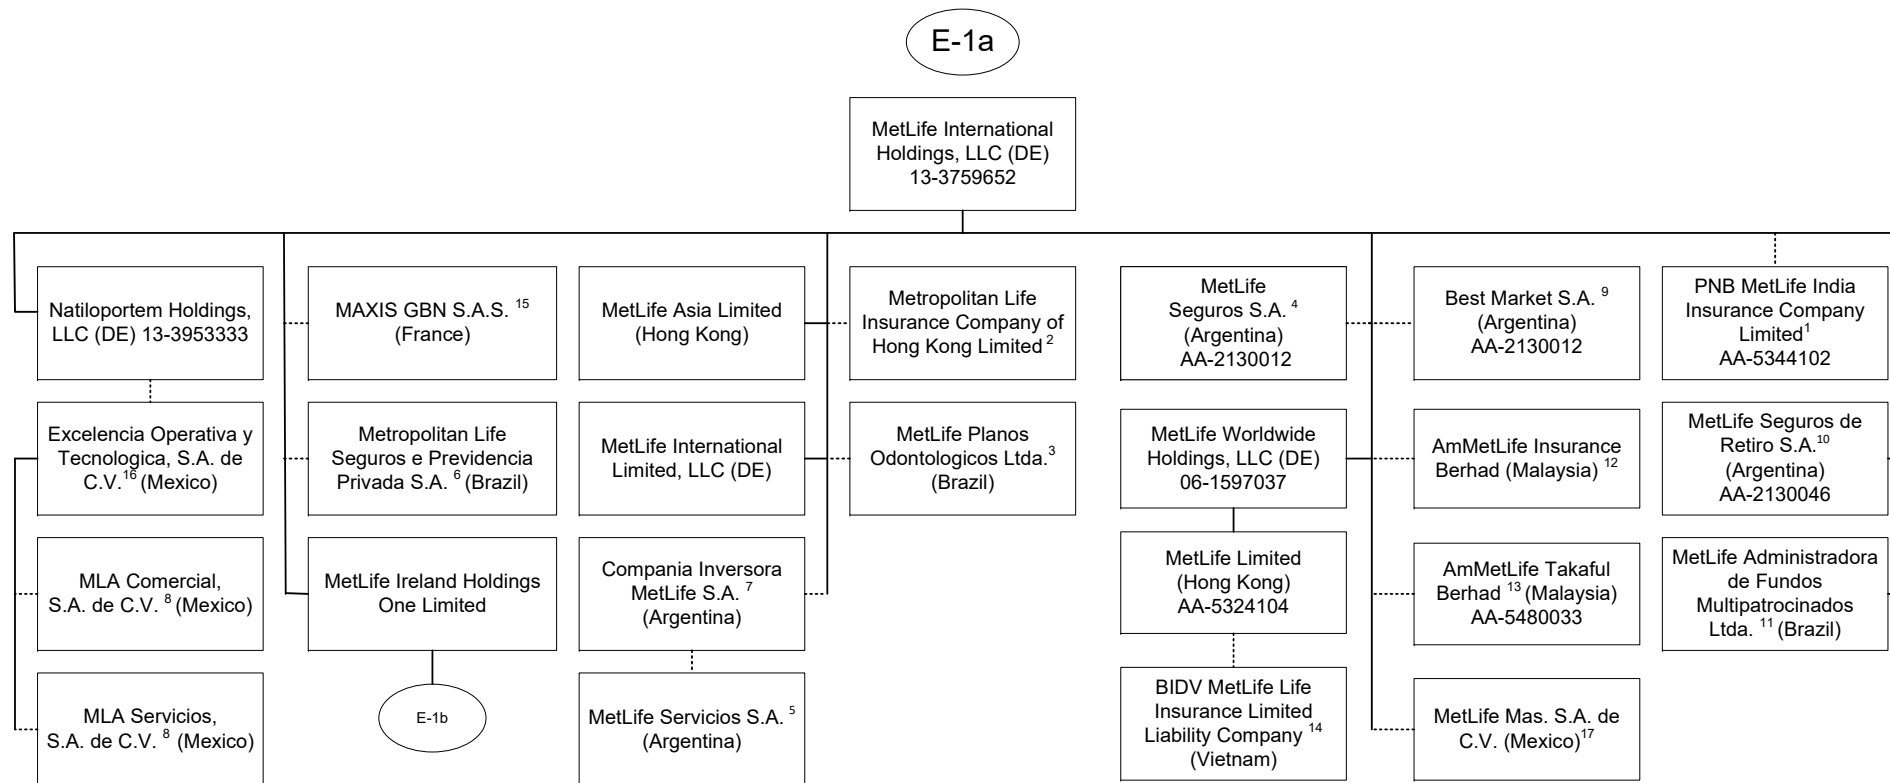 E-1a
MetLife International
Holdings, LLC (DE)
13-3759652
Natiloportem Holdings,
LLC (DE) 13-3953333
MAXIS GBN S.A.S. 15
(France)
MetLife Asia Limited
(Hong Kong)
Metropolitan Life
Insurance Company of
Hong Kong Limited 2
MetLife
Seguros S.A. 4
(Argentina)
AA-2130012
Best Market S.A. 9
(Argentina)
AA-2130012
PNB MetLife India
Insurance Company
Limited1
AA-5344102
Excelencia Operativa y
Tecnologica, S.A. de
C.V.16 (Mexico)
Metropolitan Life
Seguros e Previdencia
Privada S.A. 6 (Brazil)
MetLife International
Limited, LLC (DE)
MetLife Planos
Odontologicos Ltda.3
(Brazil)
MetLife Worldwide
Holdings, LLC (DE)
06-1597037
AmMetLife Insurance
Berhad (Malaysia) 12
MetLife Seguros de
Retiro S.A.10
(Argentina)
AA-2130046
MLA Comercial,
S.A. de C.V. 8 (Mexico)
MetLife Ireland Holdings
One Limited
Compania Inversora
MetLife S.A. 7
(Argentina)
MetLife Limited
(Hong Kong)
AA-5324104
AmMetLife Takaful
Berhad 13 (Malaysia)
AA-5480033
MetLife Administradora
de Fundos
Multipatrocinados
Ltda. 11 (Brazil)
MLA Servicios,
S.A. de C.V. 8 (Mexico)
E-1b
MetLife Servicios S.A. 5
(Argentina)
BIDV MetLife Life
Insurance Limited
Liability Company 14
(Vietnam)
MetLife Mas. S.A. de
C.V. (Mexico)17